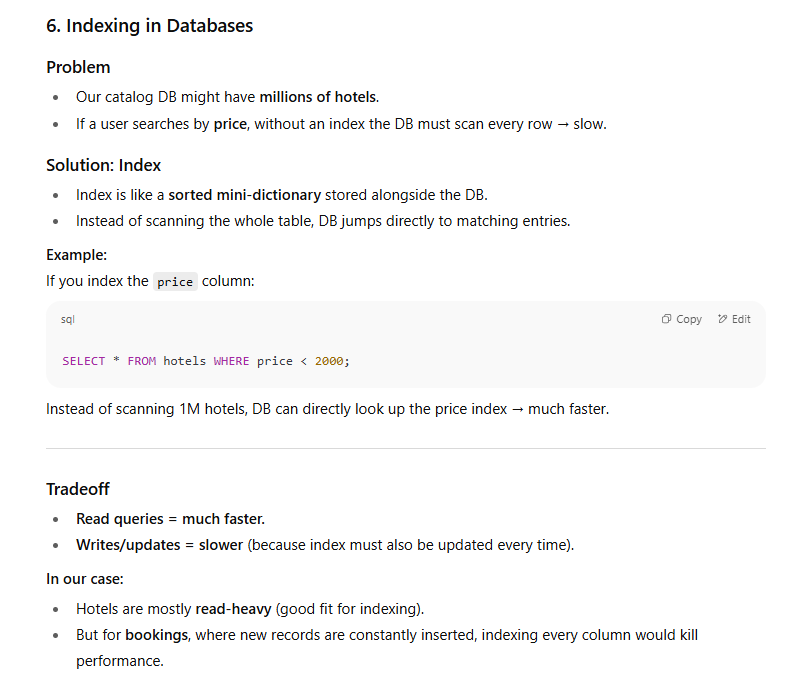 6. Indexing in Databases
Problem
• Our catalog DB might have millions of hotels.
• If a user searches by price, without an index the DB must scan every row → slow.
Solution: Index
• Index is like a sorted mini-dictionary stored alongside the DB.
• Instead of scanning the whole table, DB jumps directly to matching entries.
Example:
If you index the price column:
sql Copy Edit
SELECT * FROM hotels WHERE price < 2000;
Instead of scanning 1M hotels, DB can directly look up the price index → much faster.
Tradeoff
• Read queries = much faster.
• Writes/updates = slower (because index must also be updated every time).
In our case:
• Hotels are mostly read-heavy (good fit for indexing).
• But for bookings, where new records are constantly inserted, indexing every column would kill
performance.